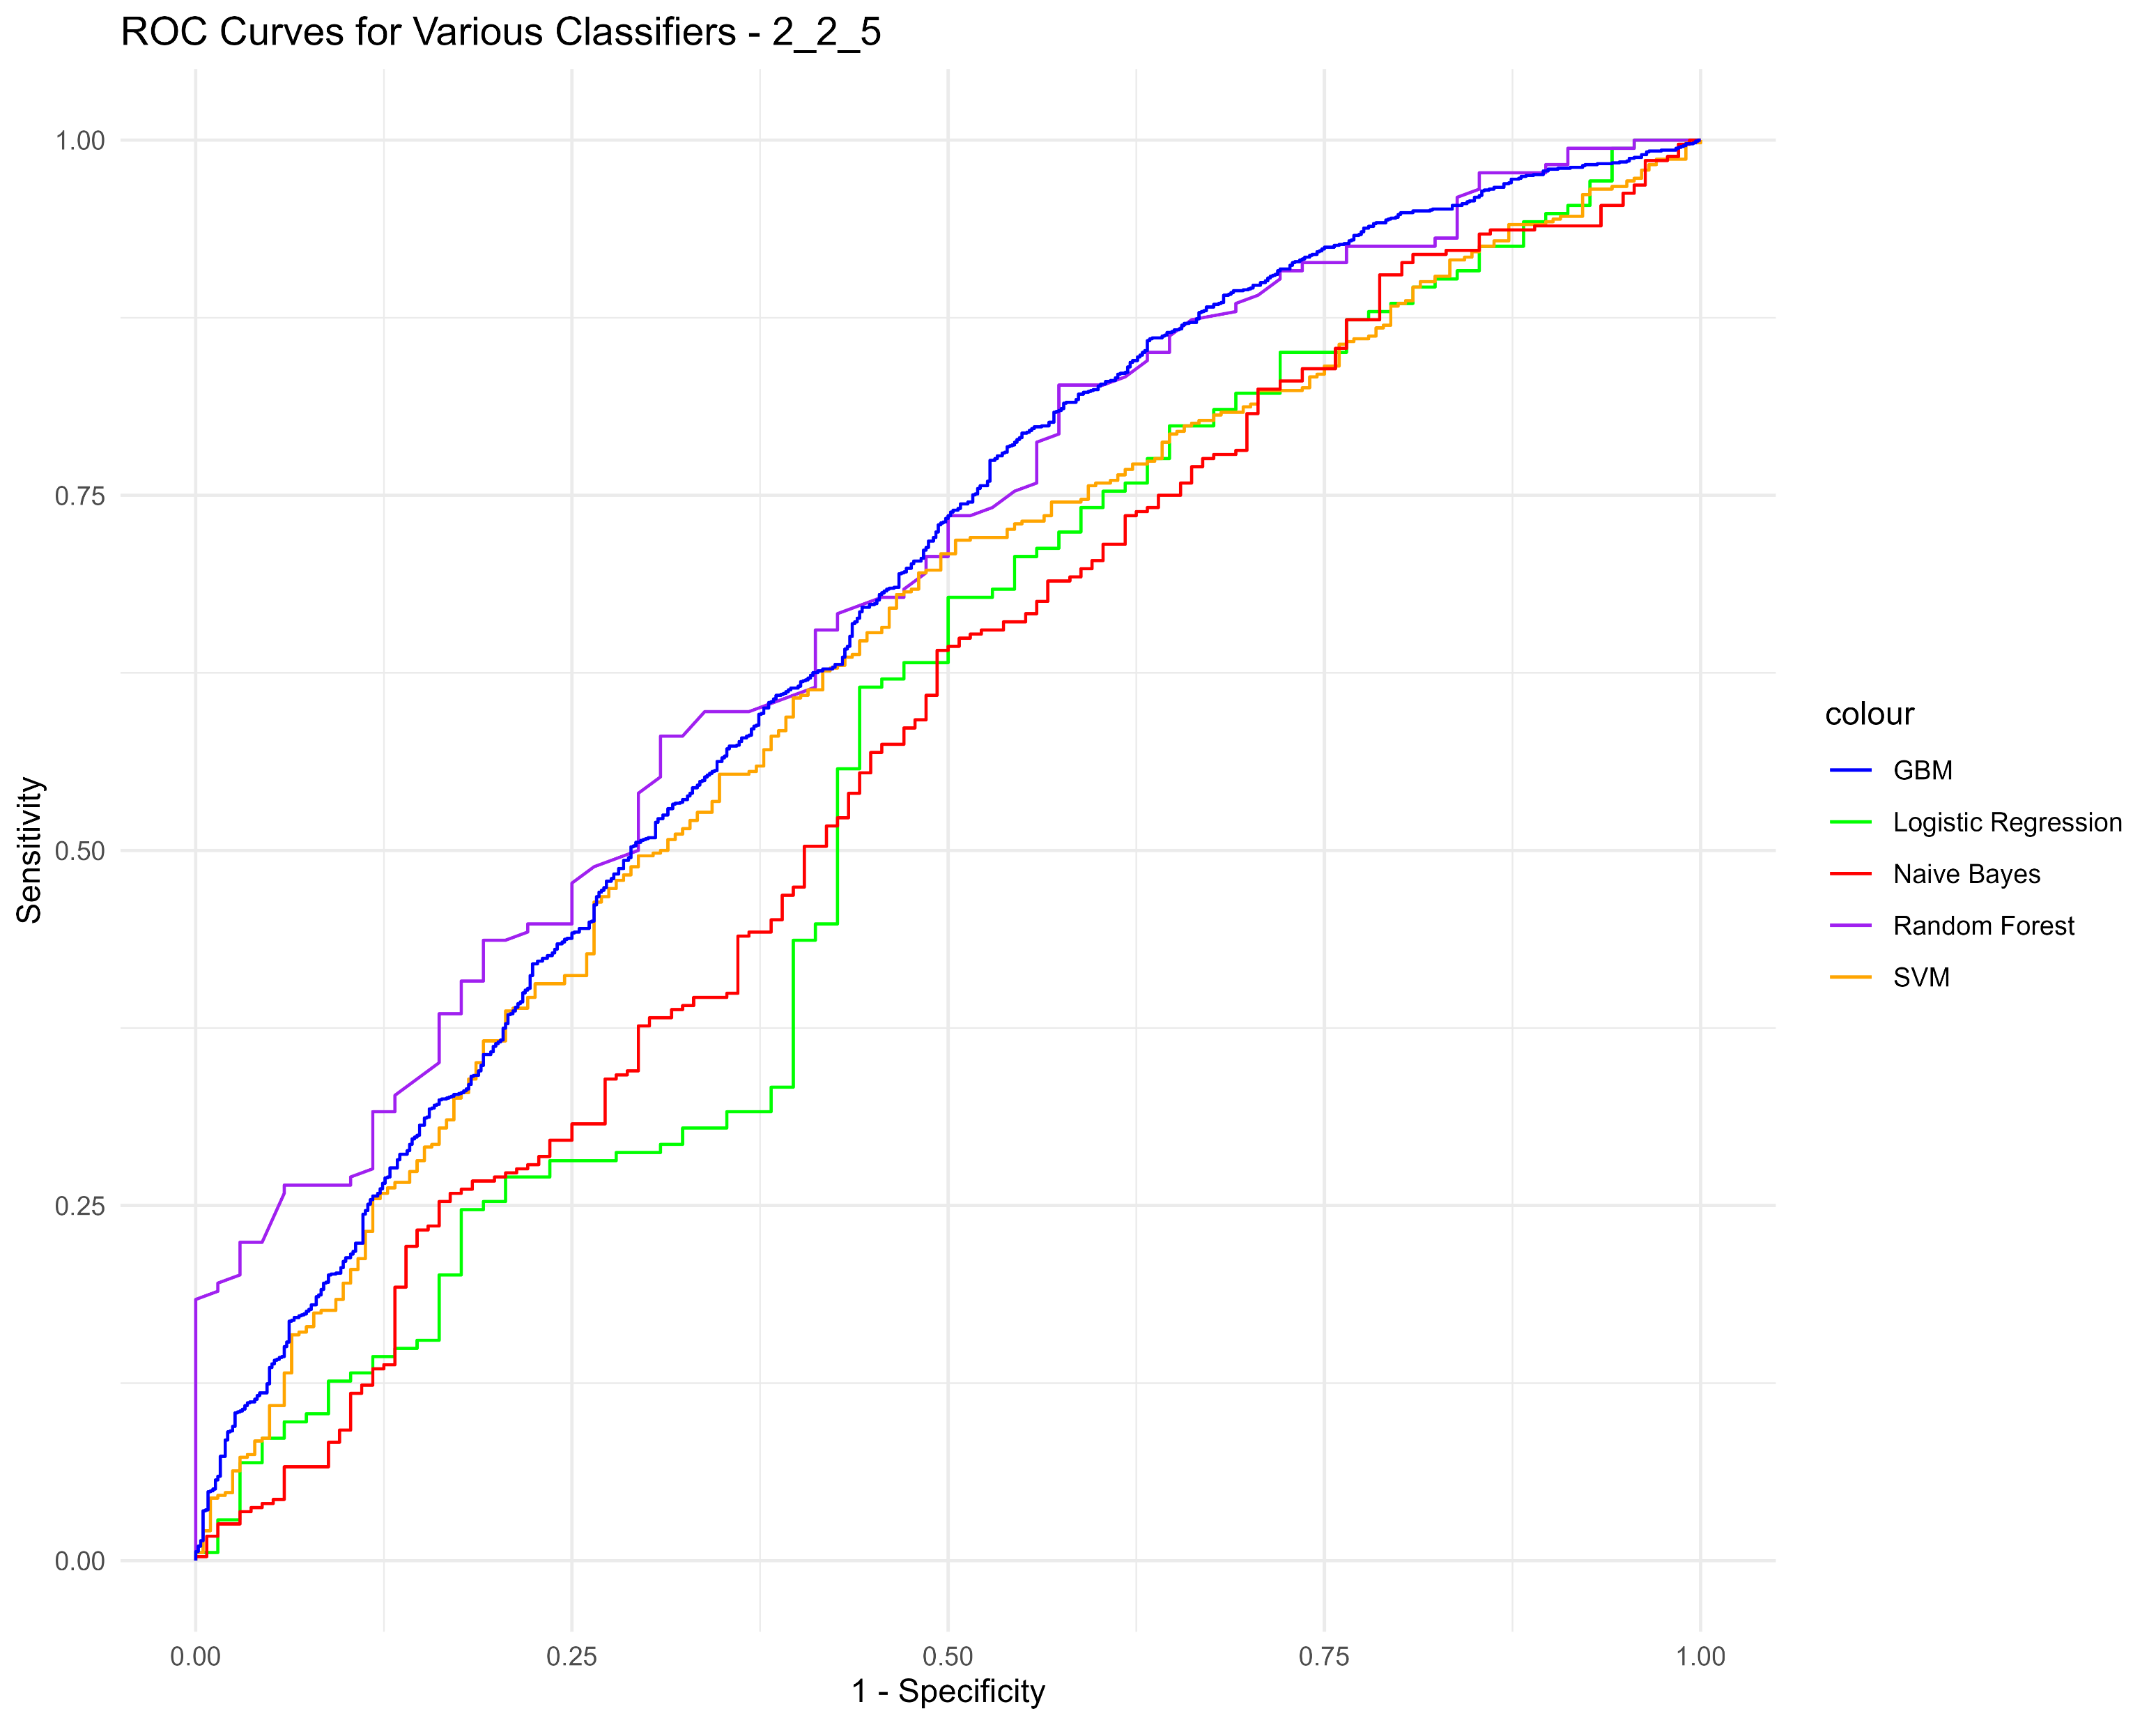 ROC Curves for Various Classifiers - 2_2_5
1.00
0.75
0.50
0.25
0.00
Sensitivity
0.00 0.25 0.50 0.75 1.00
1 - Specificity
colour
GBM
Logistic Regression
Naive Bayes
Random Forest
SVM